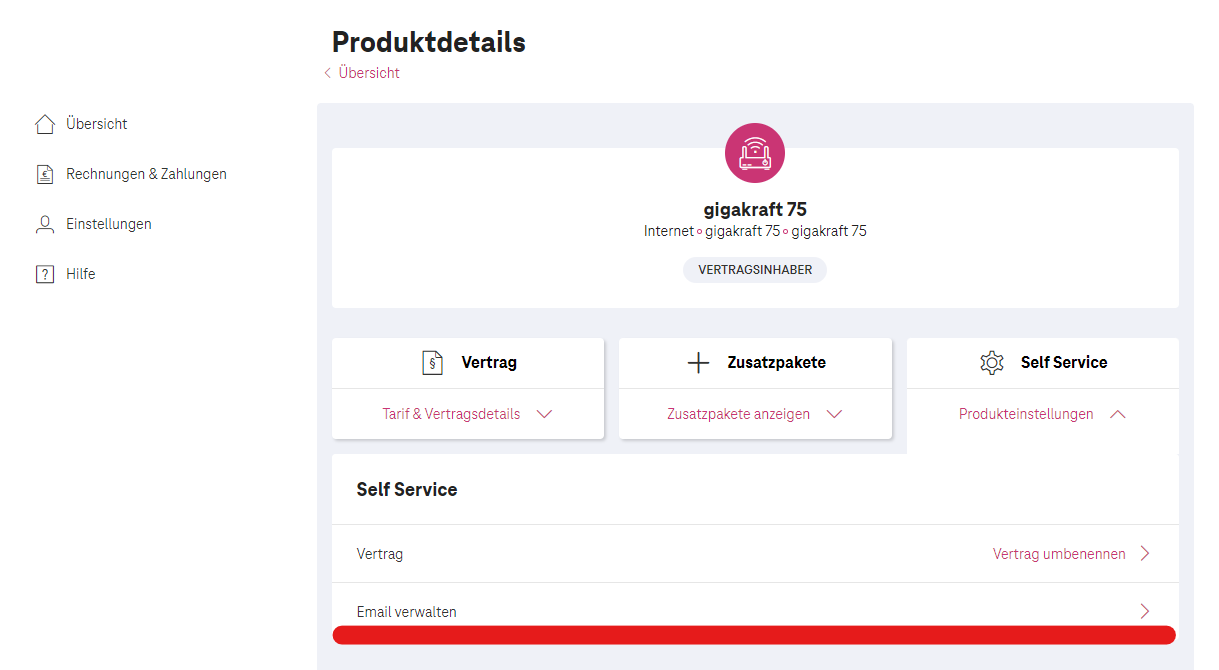 Produktdetails
Übersicht
Übersicht
Rechnungen & Zahlungen
Einstellungen
Hilfe
gigakraft 75
Internet gigakraft 75 gigakraft 75
VERTRAGSINHABER
§ Vertrag
Tarif & Vertragsdetails
Zusatzpakete
Zusatzpakete anzeigen
Self Service
Produkteinstellungen
Self Service
Vertrag Vertrag umbenennen
Email verwalten